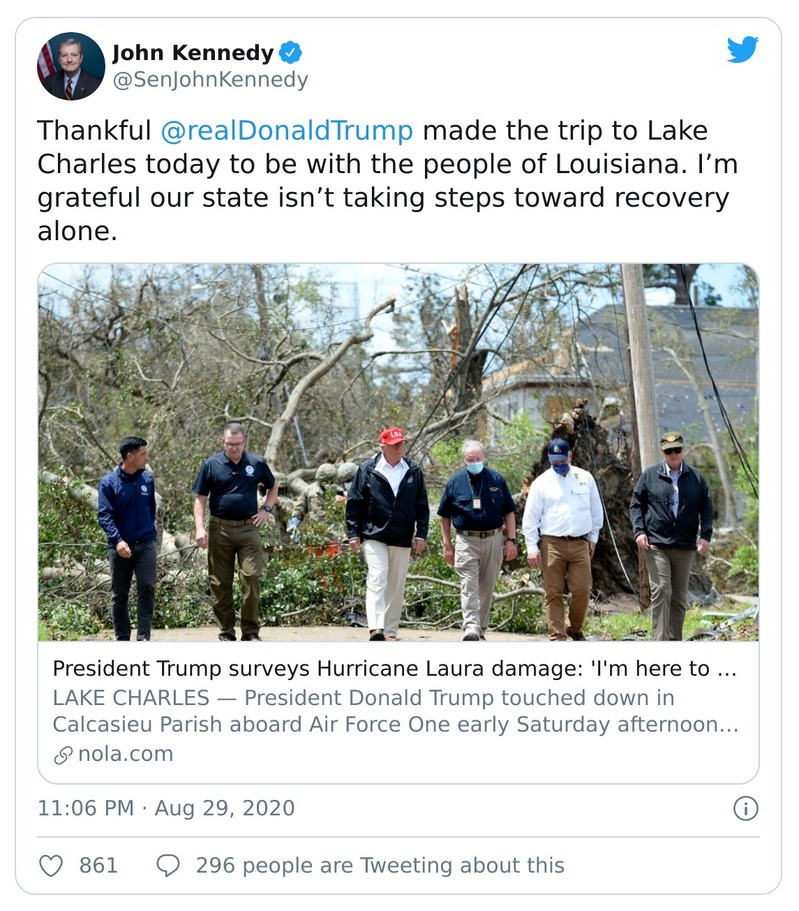 John Kennedy
@SenJohnKennedy
Thankful @realDonaldTrump made the trip to Lake
Charles today to be with the people of Louisiana. I’m
grateful our state isn’t taking steps toward recovery
alone.
USA
President Trump surveys Hurricane Laura damage: 'I'm here to ...
LAKE CHARLES — President Donald Trump touched down in
Calcasieu Parish aboard Air Force One early Saturday afternoon...
nola.com
11:06 PM · Aug 29, 2020
861
296 people are Tweeting about this